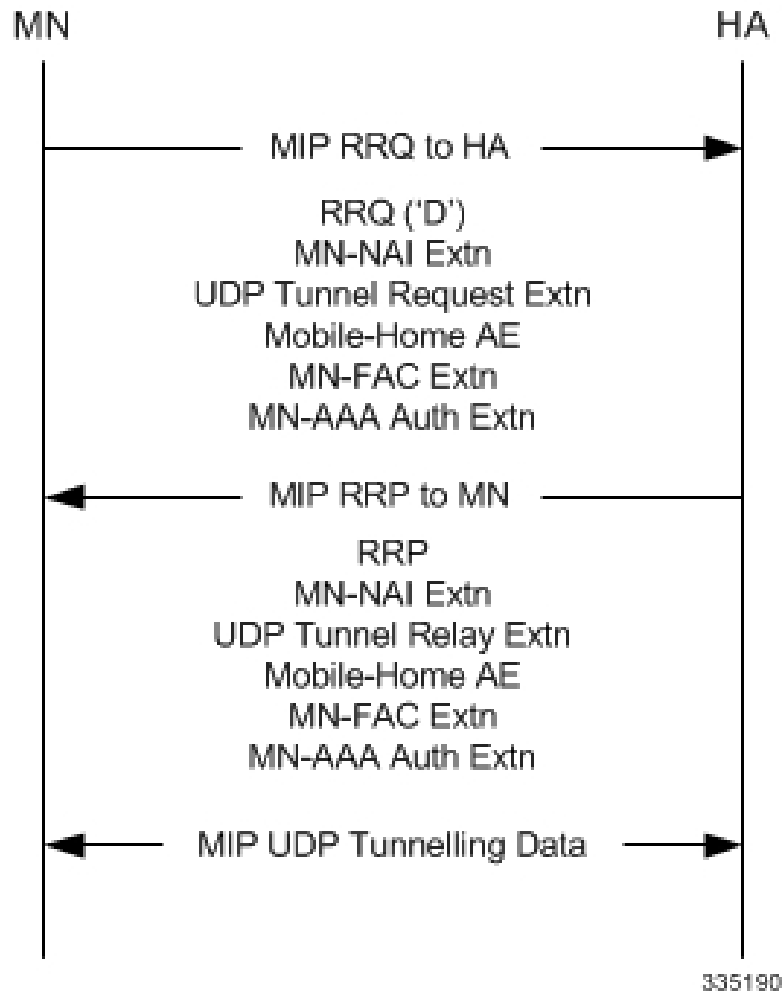 MN
HA
MIP RRQ to HA
RRQ ('D')
MN-NAI Extn
UDP Tunnel Request Extn
Mobile-Home AE
MN-FAC Extn
MN-AAA Auth Extn
MIP RRP to MN
RRP
MN-NAI Extn
UDP Tunnel Relay Extn
Mobile-Home AE
MN-FAC Extn
MN-AAA Auth Extn
MIP UDP Tunnelling Data
335190